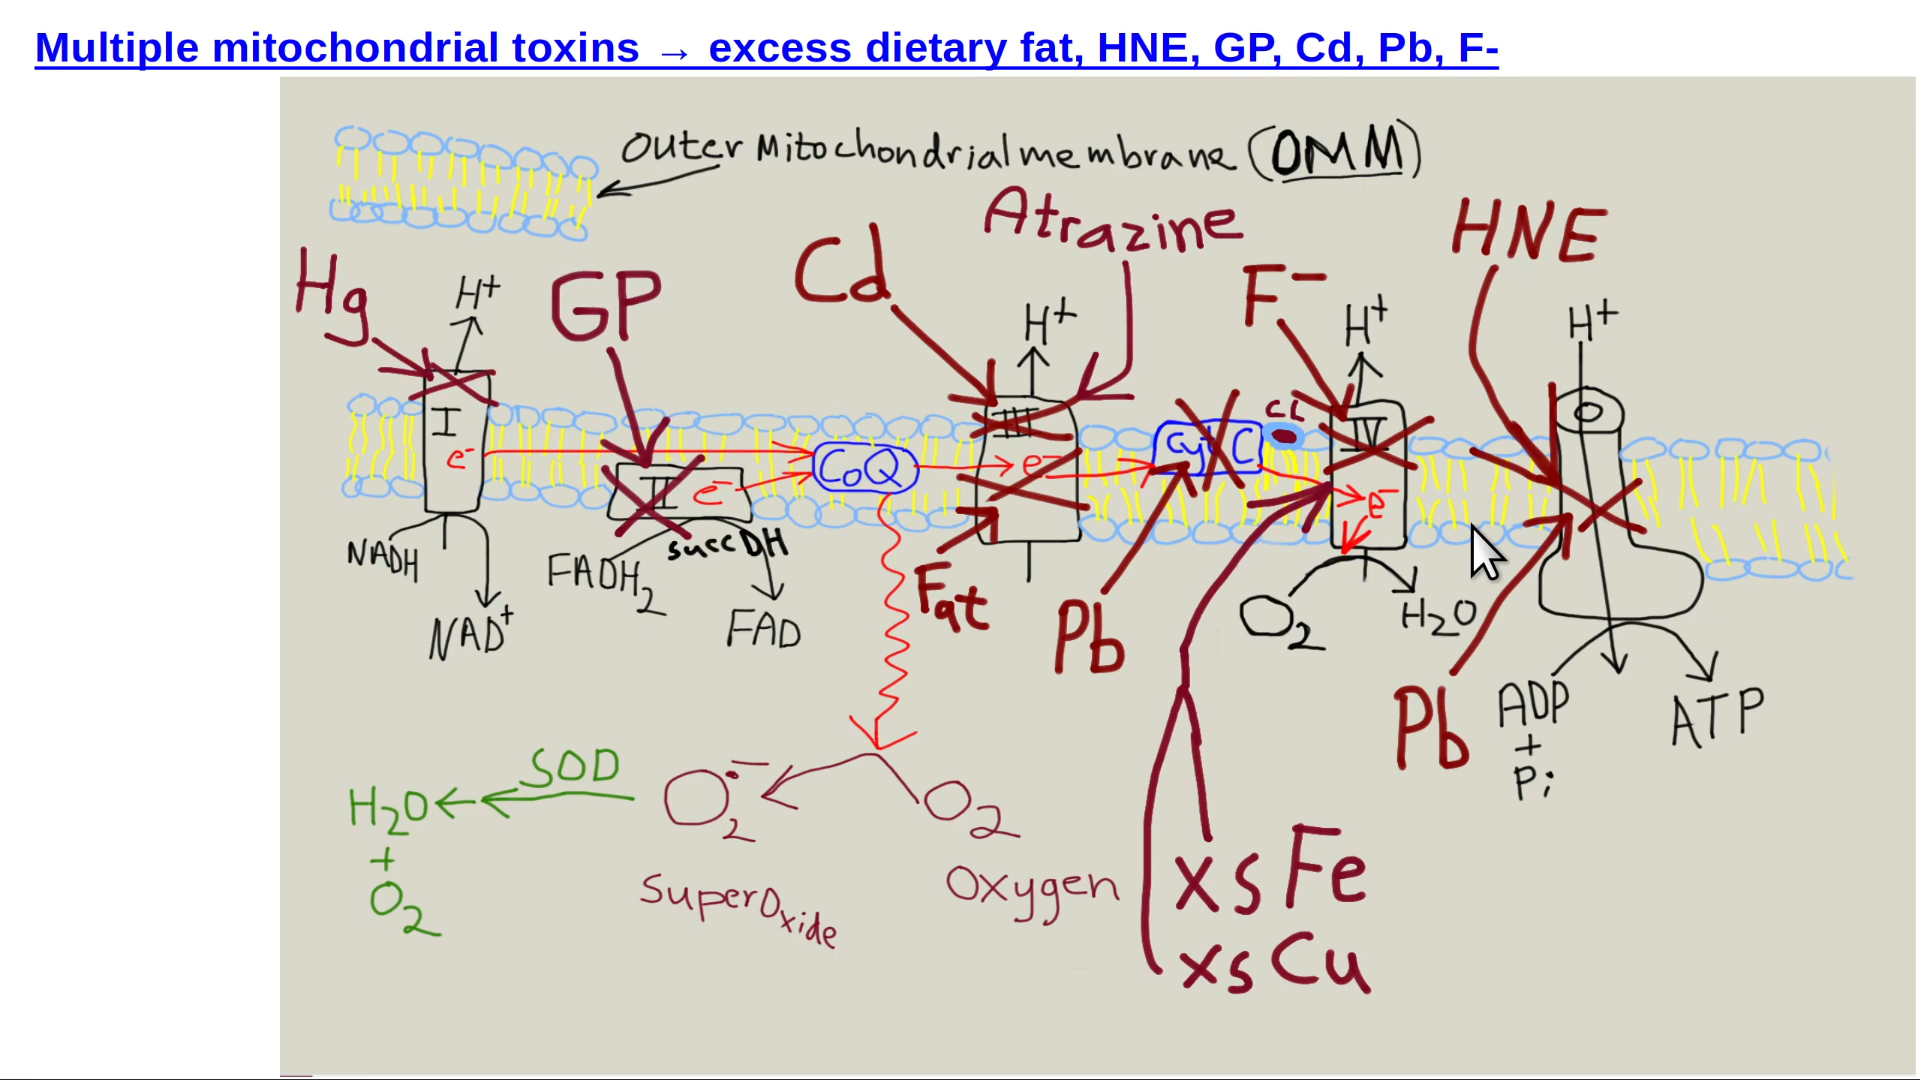 Multiple mitochondrial toxins → excess dietary fat, HNE, GP, Cd, Pb, F-
Outer Mitochondrial membrane (OMM)
Atrazine
HNE
Hg
H+
GP
Cd
H+
F-
H+
H+
I
e-
CoQ
III
e-
Cyt C
CL
IV
e-
II
e-
succDH
NADH
NAD+
FADH2
FAD
Fat
Pb
O2
H2O
Pb
ADP
+
Pi
ATP
SOD
H2O
+
O2
O2•-
Superoxide
O2
Oxygen
xs Fe
xs Cu